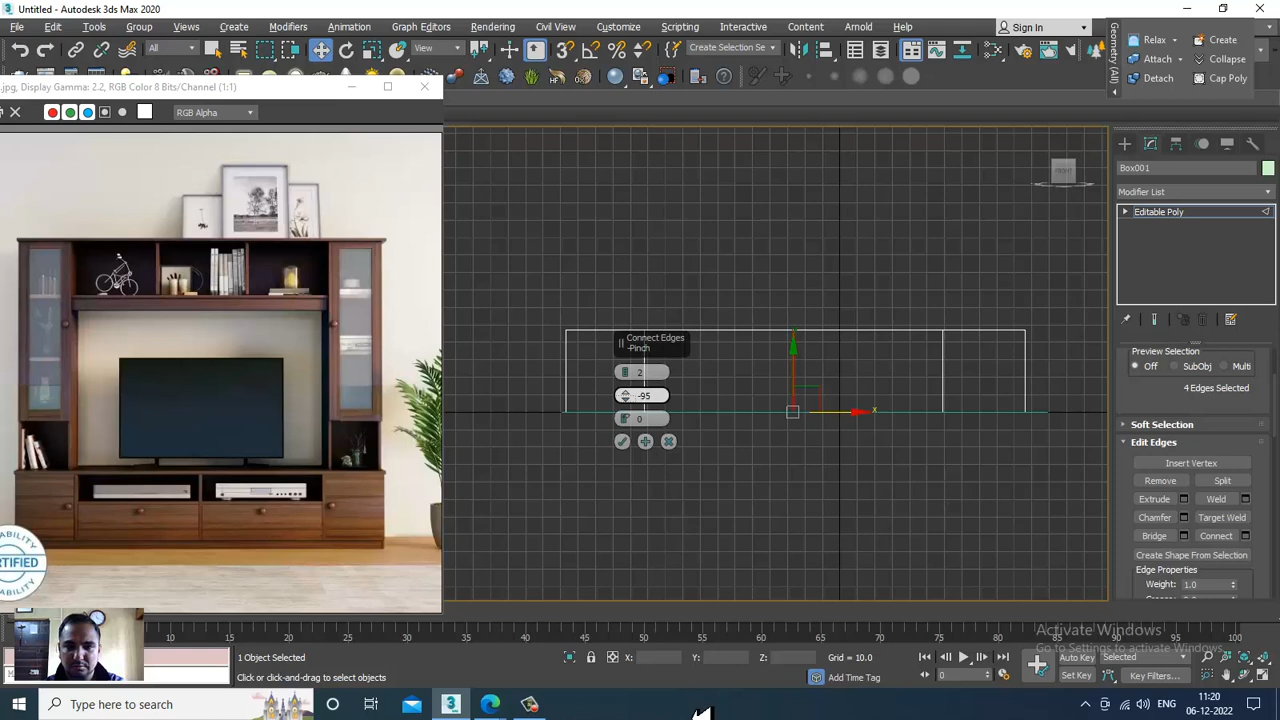 Untitled - Autodesk 3ds Max 2020
File
Edit
Tools
Group
Views
Create
Modifiers
Animation
Graph Editors
Rendering
Civil View
Customize
Scripting
Interactive
Content
Arnold
Help
Sign In
All
View
Create Selection Se
Geometry (All)
Relax
Create
Attach
Collapse
Detach
Cap Poly
.jpg, Display Gamma: 2.2, RGB Color 8 Bits/Channel (1:1)
RGB Alpha
FRONT
Box001
Modifier List
Editable Poly
Connect Edges
-Pinch
2
-95
0
x
Preview Selection
Off
SubObj
Multi
4 Edges Selected
Soft Selection
Edit Edges
Insert Vertex
Remove
Split
Extrude
Weld
Chamfer
Target Weld
Bridge
Connect
Create Shape From Selection
Edge Properties
Weight: 1.0
ABILITY
CERTIFIED
10
15
20
25
30
35
40
45
50
55
60
65
70
75
80
85
90
95
100
Activate Windows
Go to Settings to activate Windows.
1 Object Selected
Click or click-and-drag to select objects
X:
Y:
Z:
Grid = 10.0
Add Time Tag
0
Auto Key
Selected
Set Key
Key Filters...
Type here to search
3
ENG
11:20
06-12-2022